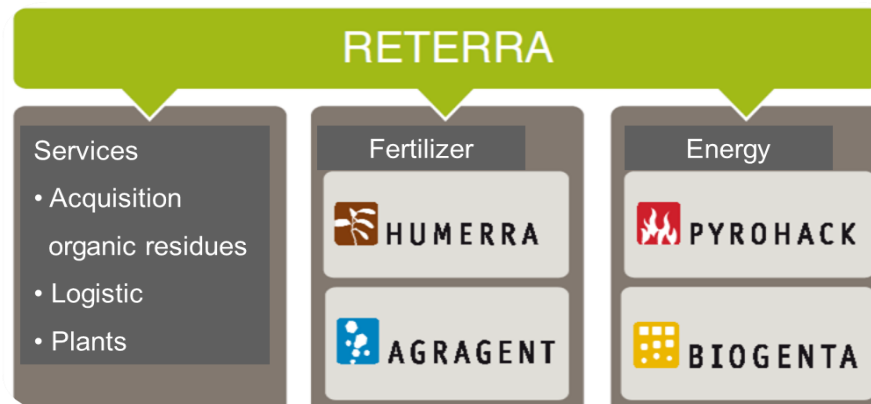 RETERRA
Services
• Acquisition
organic residues
• Logistic
• Plants
Fertilizer
HUMERRA
AGRAGENT
Energy
PYROHACK
BIOGENTA